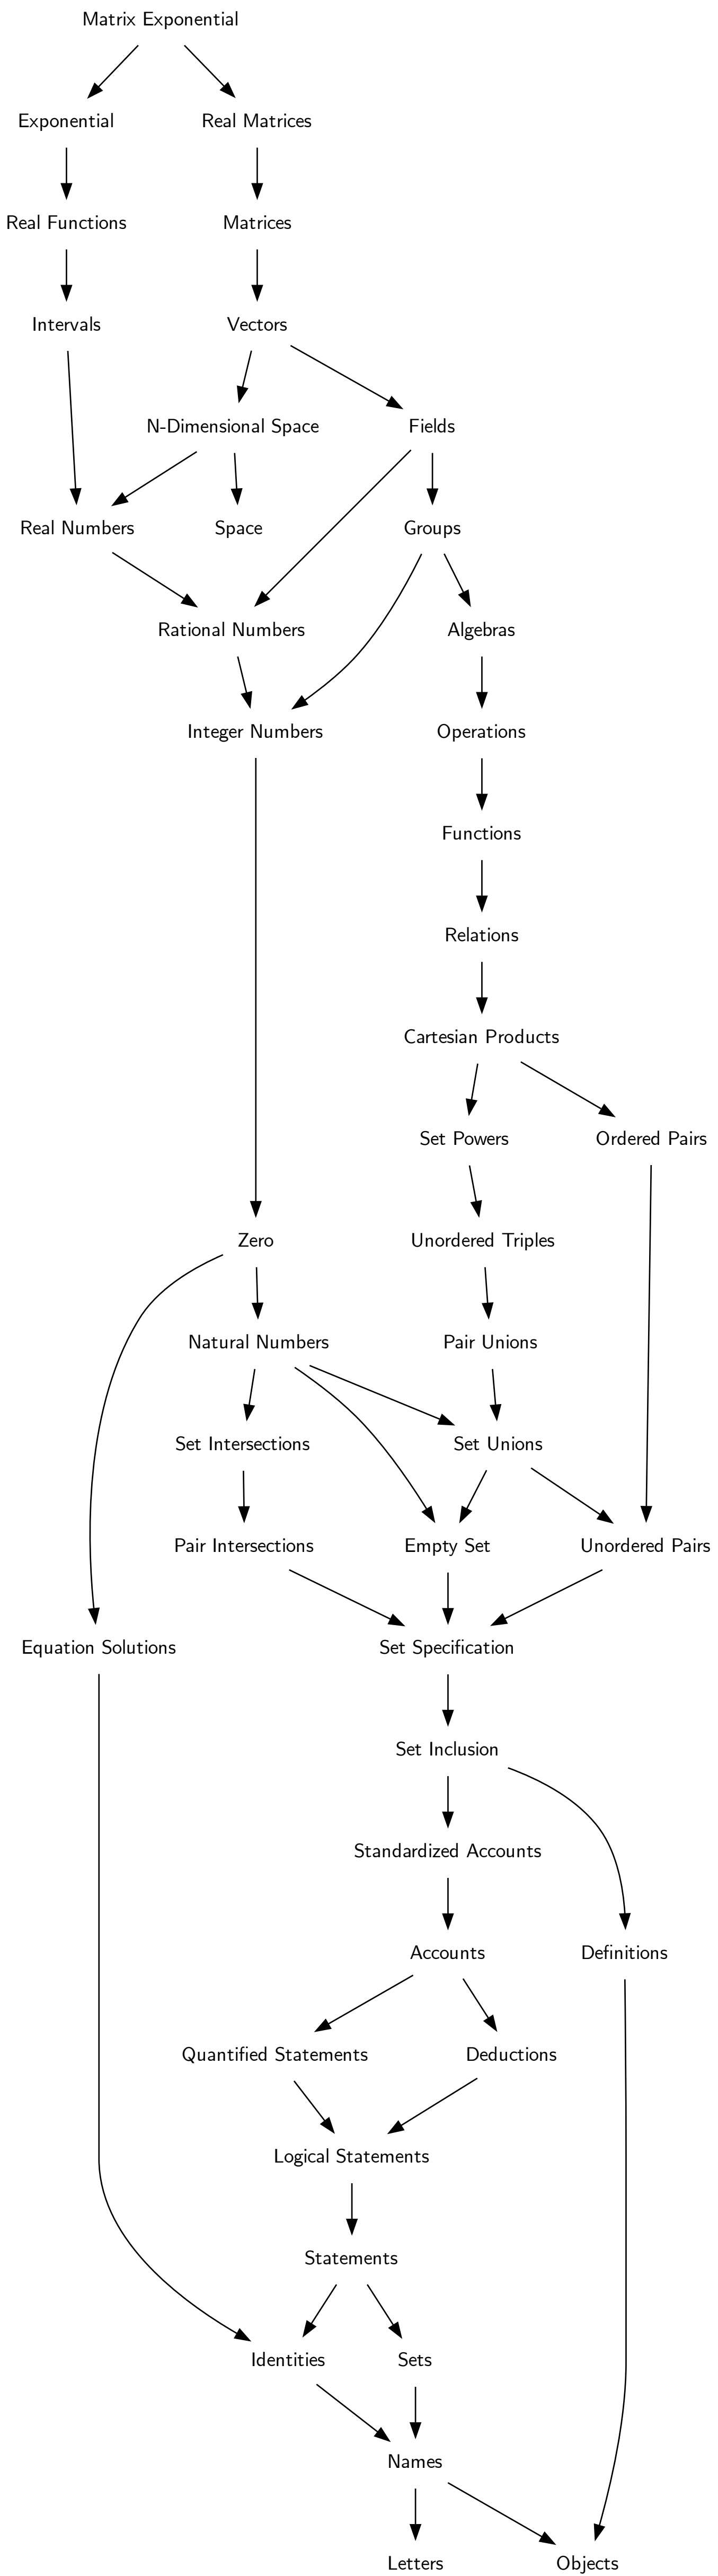 Matrix Exponential
Exponential
Real Matrices
Real Functions
Matrices
Intervals
Vectors
N-Dimensional Space
Fields
Real Numbers
Space
Groups
Rational Numbers
Algebras
Integer Numbers
Operations
Functions
Relations
Cartesian Products
Set Powers
Ordered Pairs
Zero
Unordered Triples
Natural Numbers
Pair Unions
Set Intersections
Set Unions
Pair Intersections
Empty Set
Unordered Pairs
Equation Solutions
Set Specification
Set Inclusion
Standardized Accounts
Accounts
Definitions
Quantified Statements
Deductions
Logical Statements
Statements
Identities
Sets
Names
Letters
Objects